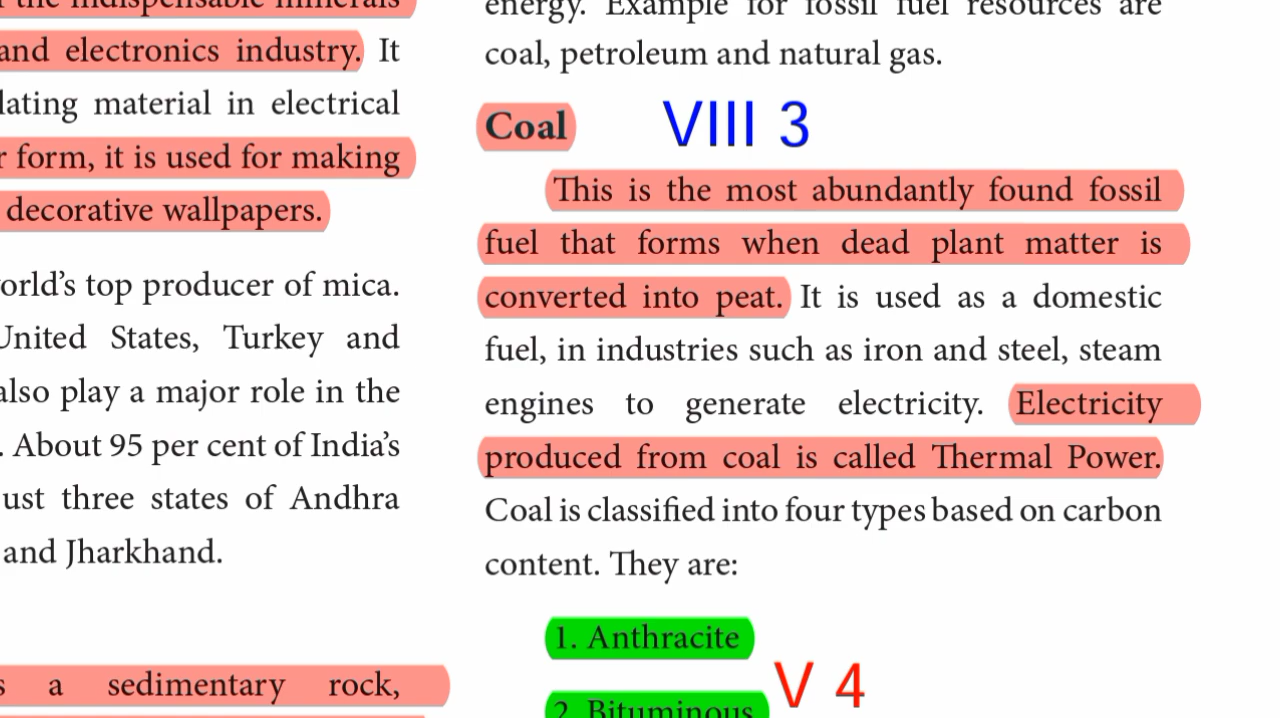 the indispensable minerals
and electronics industry. It
lating material in electrical
r form, it is used for making
decorative wallpapers.
orld's top producer of mica.
United States, Turkey and
also play a major role in the
. About 95 per cent of India's
ust three states of Andhra
and Jharkhand.
s a sedimentary rock,
energy. Example for fossil fuel resources are
coal, petroleum and natural gas.
Coal VIII 3
This is the most abundantly found fossil
fuel that forms when dead plant matter is
converted into peat. It is used as a domestic
fuel, in industries such as iron and steel, steam
engines to generate electricity. Electricity
produced from coal is called Thermal Power.
Coal is classified into four types based on carbon
content. They are:
1. Anthracite
V 4
2. Bituminous